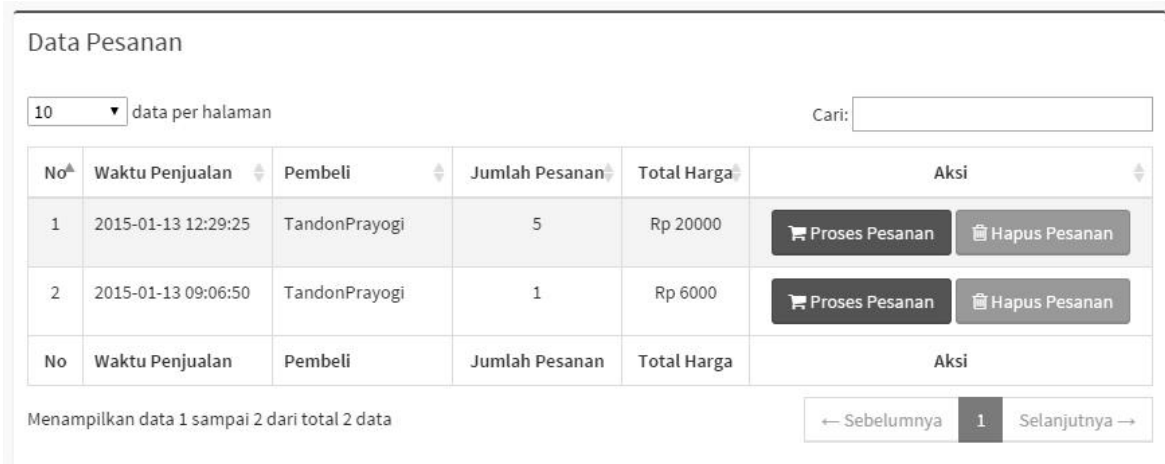 Data Pesanan
10 data per halaman Cari:
No Waktu Penjualan Pembeli Jumlah Pesanan Total Harga Aksi
1 2015-01-13 12:29:25 TandonPrayogi 5 Rp 20000 Proses Pesanan Hapus Pesanan
2 2015-01-13 09:06:50 TandonPrayogi 1 Rp 6000 Proses Pesanan Hapus Pesanan
No Waktu Penjualan Pembeli Jumlah Pesanan Total Harga Aksi
Menampilkan data 1 sampai 2 dari total 2 data ← Sebelumnya 1 Selanjutnya →